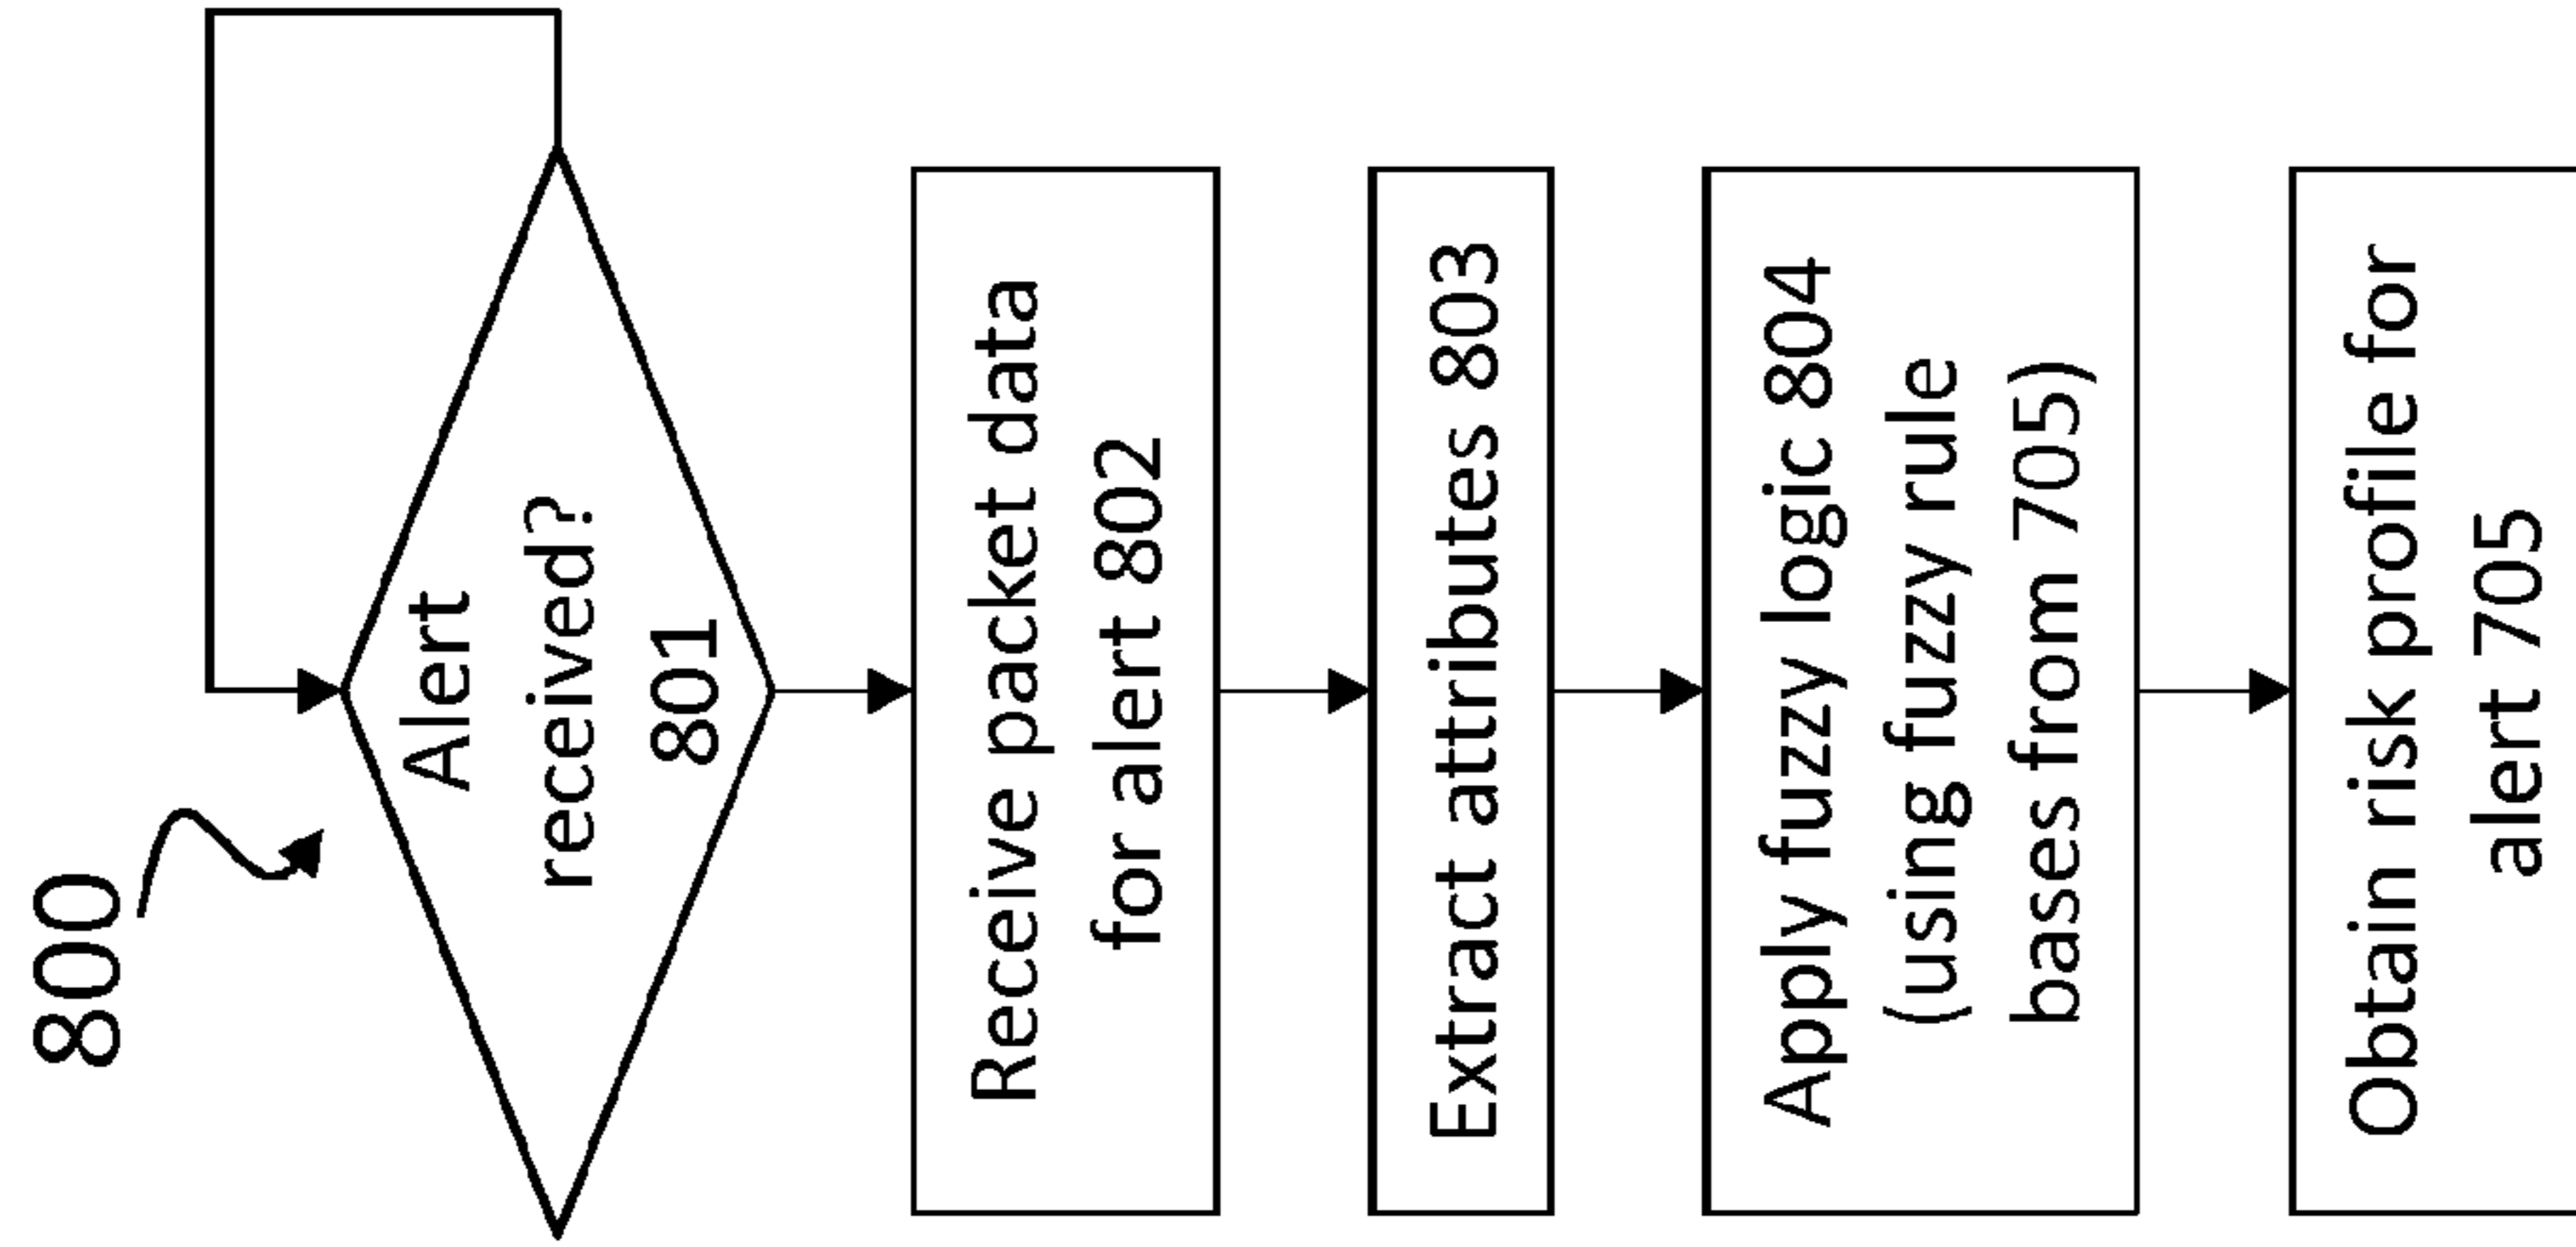 800
Alert
received?
801
Receive packet data
for alert 802
Extract attributes 803
Apply fuzzy logic 804
(using fuzzy rule
bases from 705)
Obtain risk profile for
alert 705